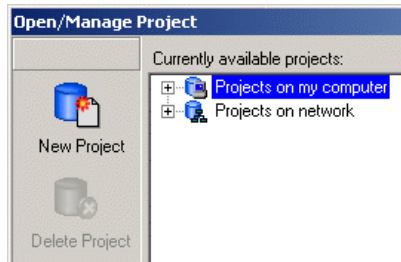 Open/Manage Project
Currently available projects:
Projects on my computer
Projects on network
New Project
Delete Project